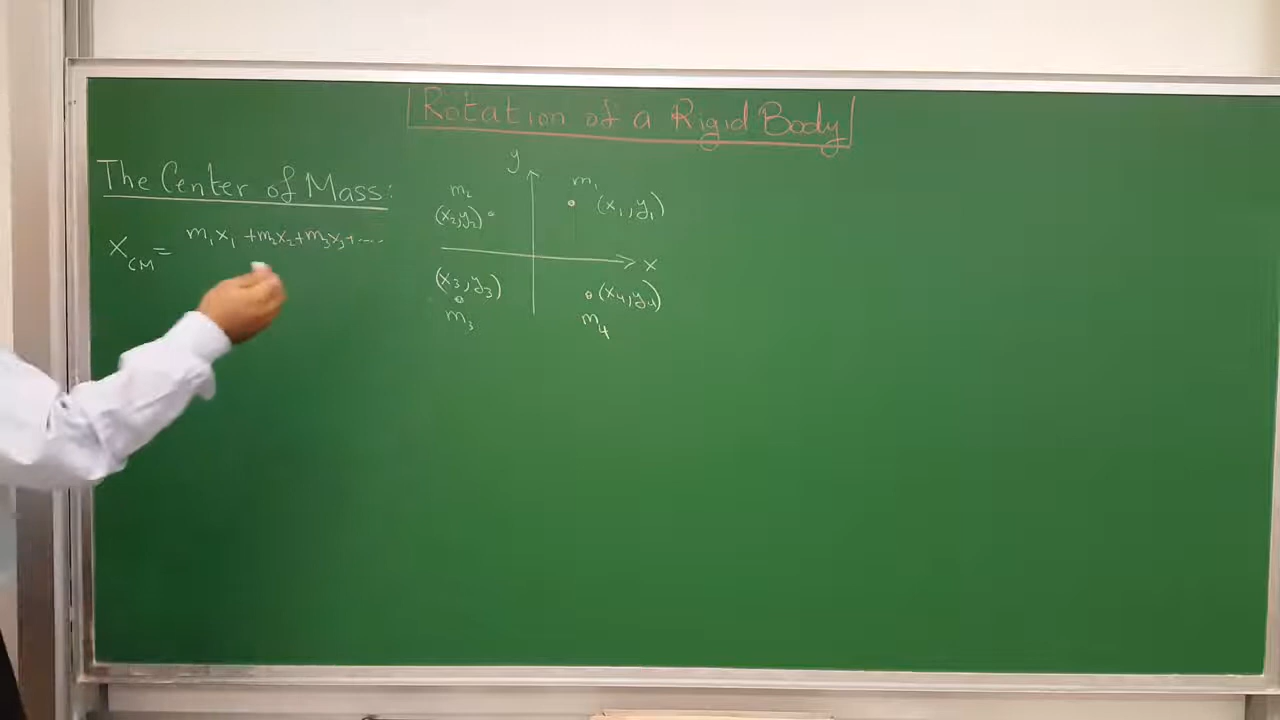 Rotation of a Rigid Body
The Center of Mass:
X_CM = m₁x₁ + m₂x₂ + m₃x₃ + ....
y
m₁
(x₁, y₁)
m₂
(x₂, y₂)
x
(x₃, y₃)
m₃
(x₄, y₄)
m₄